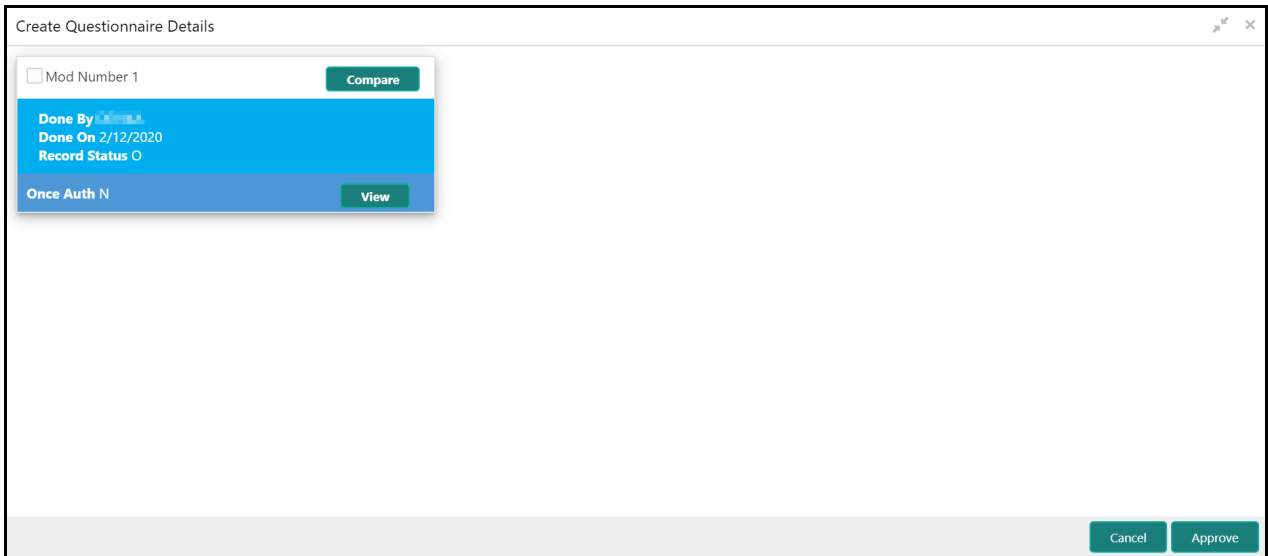 Create Questionnaire Details
Mod Number 1
Compare
Done By
Done On 2/12/2020
Record Status O
Once Auth N
View
Cancel
Approve